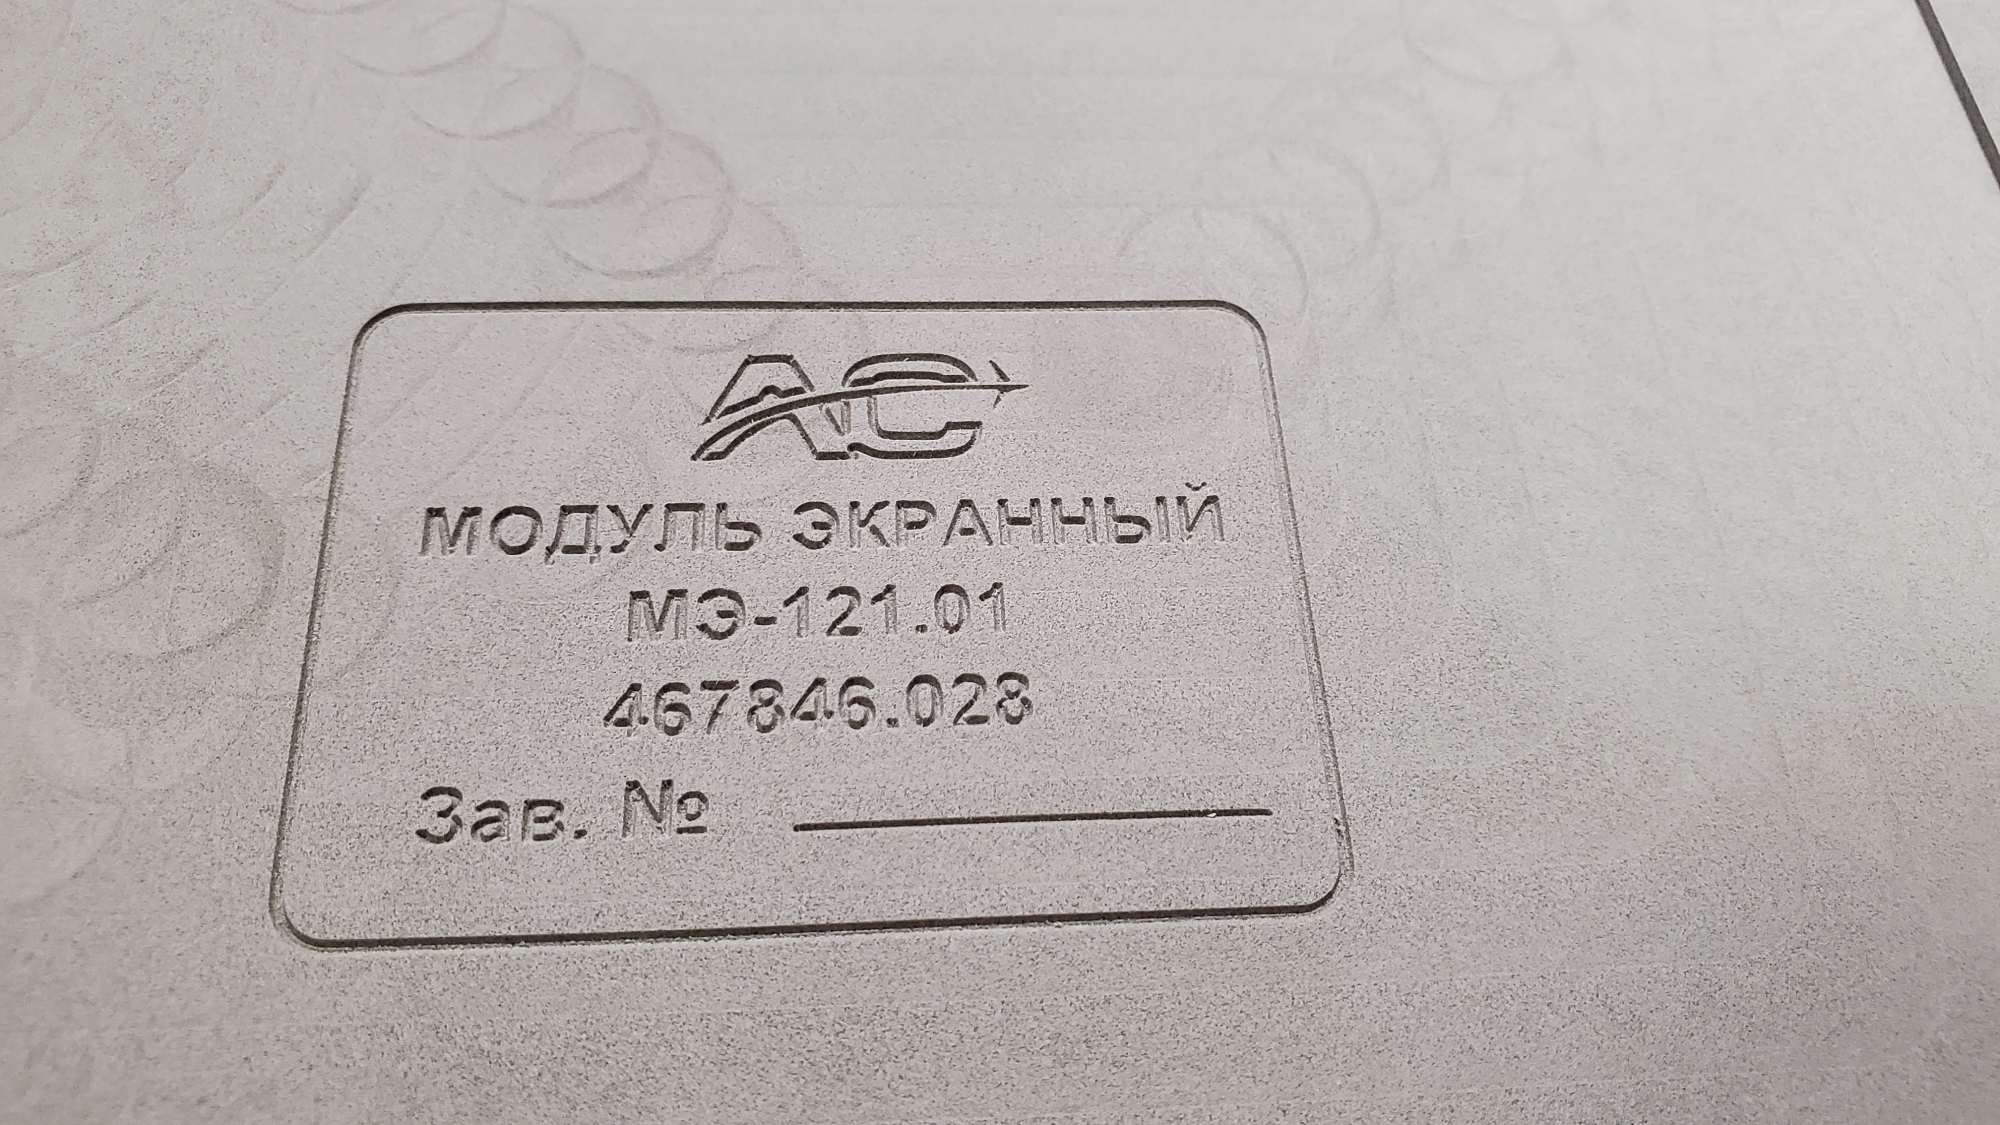 АС
МОДУЛЬ ЭКРАННЫЙ
МЭ-121.01
467846.028
Зав. №